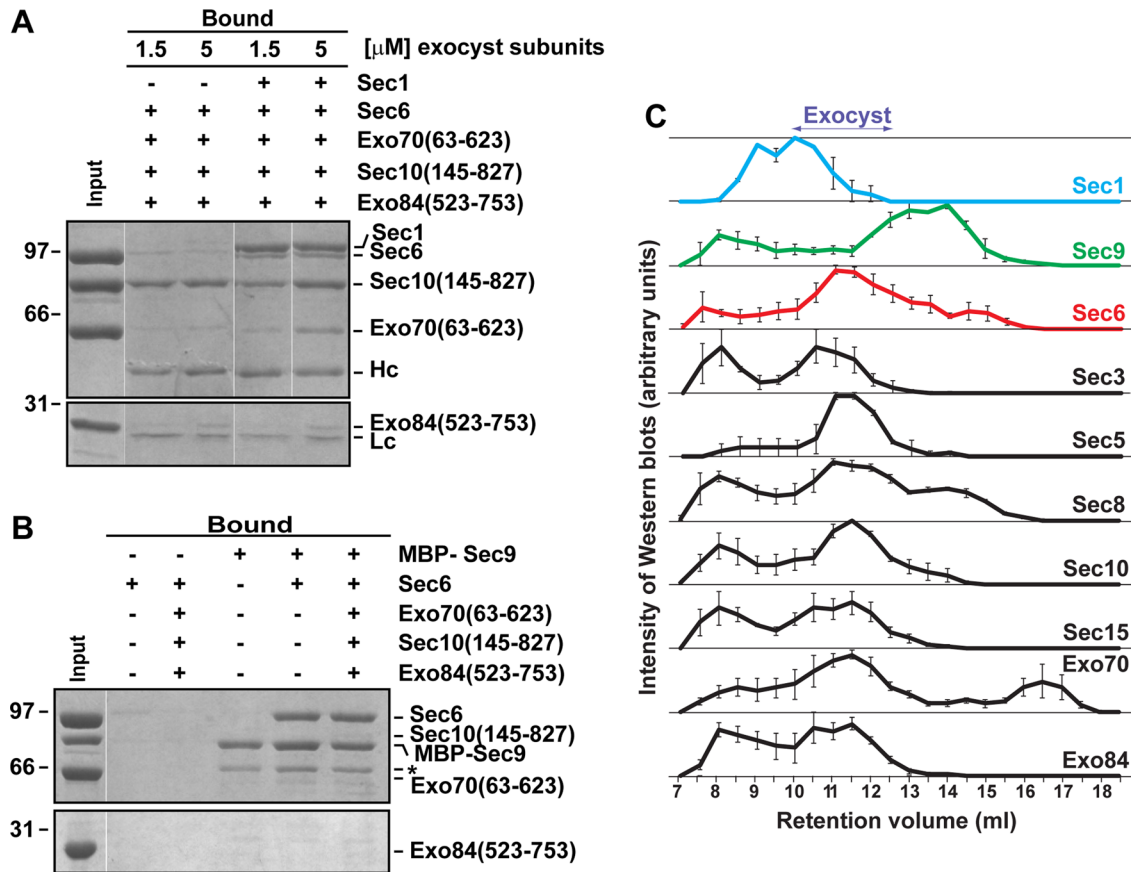 A
Bound
1.5 5 1.5 5 [μM] exocyst subunits
- - + + Sec1
+ + + + Sec6
+ + + + Exo70(63-623)
+ + + + Sec10(145-827)
+ + + + Exo84(523-753)
Input
97 -
66 -
31 -
Sec1
Sec6
Sec10(145-827)
Exo70(63-623)
Hc
Exo84(523-753)
Lc
B
Bound
- - + + + MBP- Sec9
+ + - + + Sec6
- + - - + Exo70(63-623)
- + - - + Sec10(145-827)
- + - - + Exo84(523-753)
Input
97 -
66 -
31 -
Sec6
Sec10(145-827)
MBP-Sec9
*
Exo70(63-623)
Exo84(523-753)
C
Exocyst
Sec1
Sec9
Sec6
Sec3
Sec5
Sec8
Sec10
Sec15
Exo70
Exo84
Intensity of Western blots (arbitrary units)
7 8 9 10 11 12 13 14 15 16 17 18
Retention volume (ml)